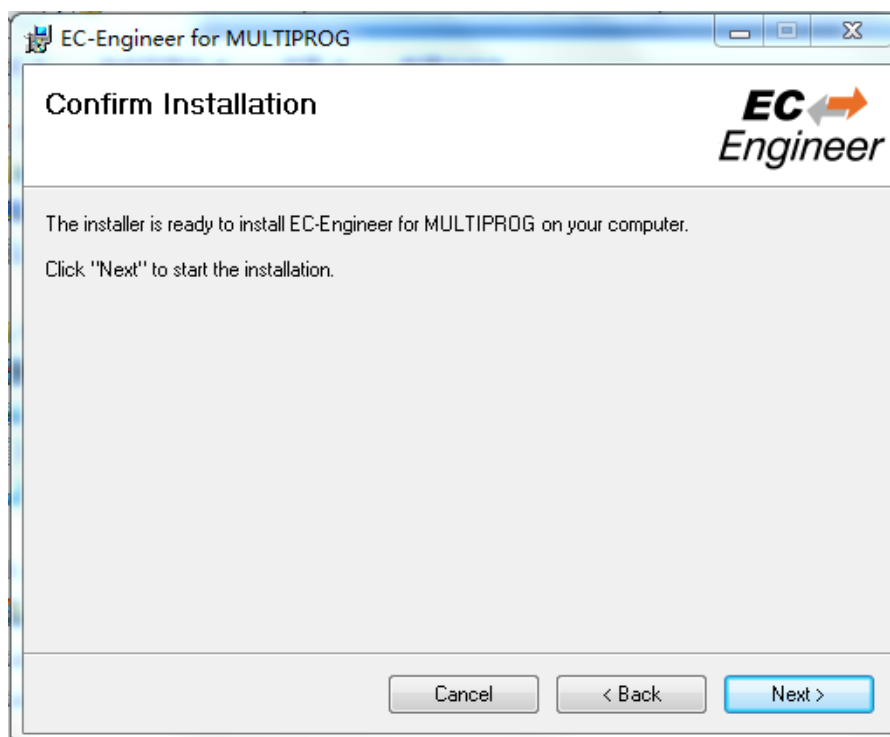 EC-Engineer for MULTIPROG
Confirm Installation
EC
Engineer
The installer is ready to install EC-Engineer for MULTIPROG on your computer.
Click "Next" to start the installation.
Cancel
< Back
Next >